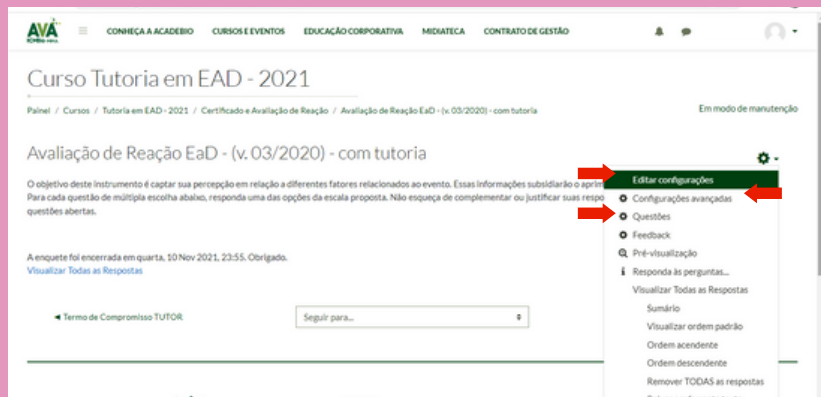 AVA
ICMBio-MMA
CONHEÇA A ACADEBIO
CURSOS E EVENTOS
EDUCAÇÃO CORPORATIVA
MIDIATECA
CONTRATO DE GESTÃO
Curso Tutoria em EAD - 2021
Painel / Cursos / Tutoria em EAD - 2021 / Certificado e Avaliação de Reação / Avaliação de Reação EaD - (v. 03/2020) - com tutoria
Em modo de manutenção
Avaliação de Reação EaD - (v. 03/2020) - com tutoria
O objetivo deste instrumento é captar sua percepção em relação a diferentes fatores relacionados ao evento. Essas informações subsidiarão o aprim
Para cada questão de múltipla escolha abaixo, responda uma das opções da escala proposta. Não esqueça de complementar ou justificar suas respo
questões abertas.
A enquete foi encerrada em quarta, 10 Nov 2021, 23:55. Obrigado.
Visualizar Todas as Respostas
◄ Termo de Compromisso TUTOR
Seguir para...
Editar configurações
Configurações avançadas
Questões
Feedback
Pré-visualização
Responda às perguntas...
Visualizar Todas as Respostas
Sumário
Visualizar ordem padrão
Ordem acendente
Ordem descendente
Remover TODAS as respostas